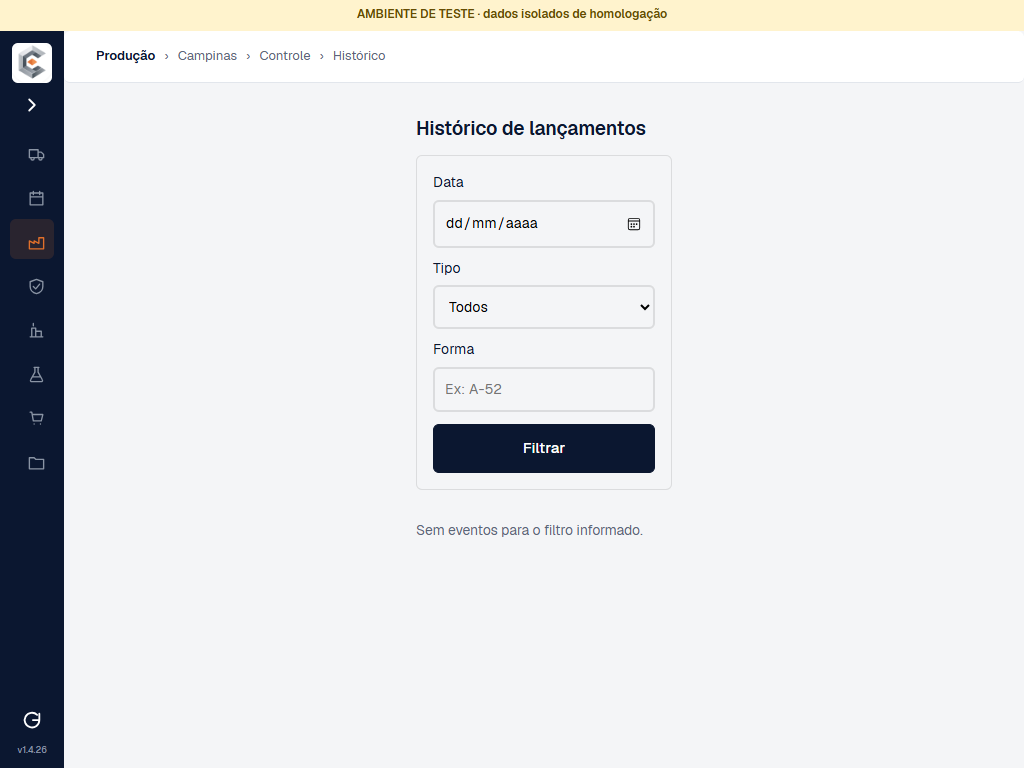 AMBIENTE DE TESTE · dados isolados de homologação
Produção › Campinas › Controle › Histórico
Histórico de lançamentos
Data
dd/mm/aaaa
Tipo
Todos
Forma
Ex: A-52
Filtrar
Sem eventos para o filtro informado.
v1.4.26